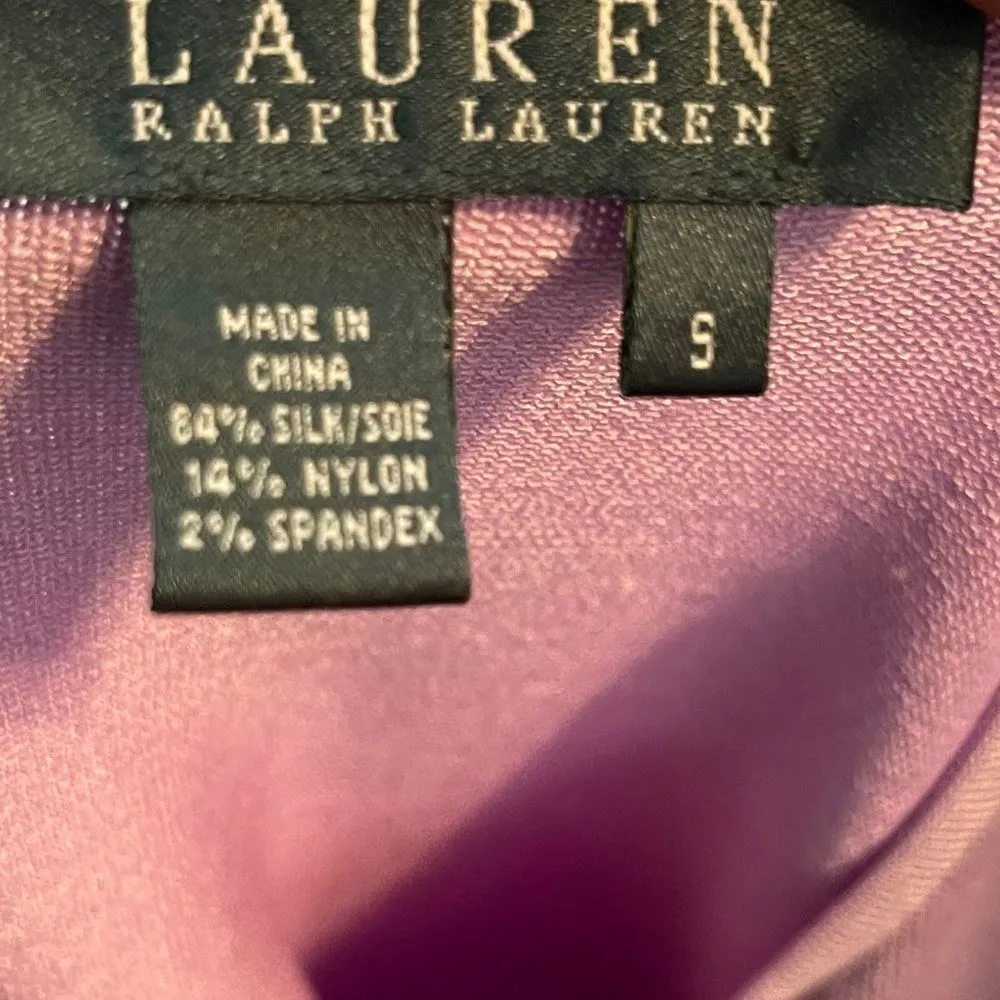 LAUREN
RALPH LAUREN
MADE IN
CHINA
84% SILK/SOIE
14% NYLON
2% SPANDEX
S